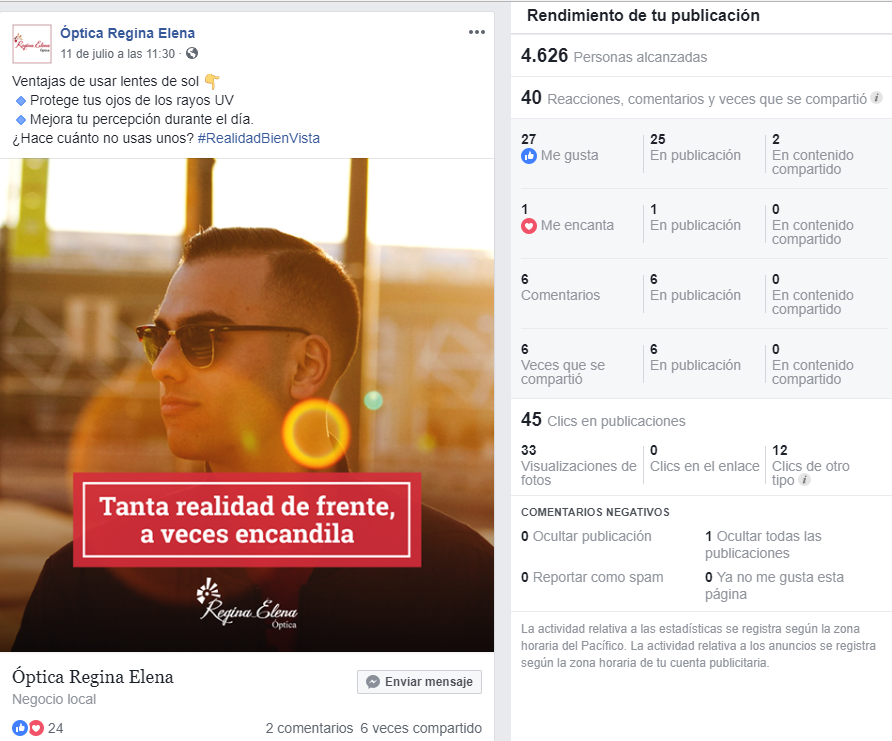 Óptica Regina Elena
11 de julio a las 11:30 ·
Ventajas de usar lentes de sol
Protege tus ojos de los rayos UV
Mejora tu percepción durante el día.
¿Hace cuánto no usas unos? #RealidadBienVista
Regina Elena
Óptica
Tanta realidad de frente,
a veces encandila
Regina Elena
Óptica
Óptica Regina Elena
Negocio local
Enviar mensaje
24
2 comentarios 6 veces compartido
Rendimiento de tu publicación
4.626 Personas alcanzadas
40 Reacciones, comentarios y veces que se compartió
27
Me gusta
25
En publicación
2
En contenido
compartido
1
Me encanta
1
En publicación
0
En contenido
compartido
6
Comentarios
6
En publicación
0
En contenido
compartido
6
Veces que se
compartió
6
En publicación
0
En contenido
compartido
45 Clics en publicaciones
33
Visualizaciones de
fotos
0
Clics en el enlace
12
Clics de otro
tipo
COMENTARIOS NEGATIVOS
0 Ocultar publicación
1 Ocultar todas las
publicaciones
0 Reportar como spam
0 Ya no me gusta esta
página
La actividad relativa a las estadísticas se registra según la zona
horaria del Pacífico. La actividad relativa a los anuncios se registra
según la zona horaria de tu cuenta publicitaria.